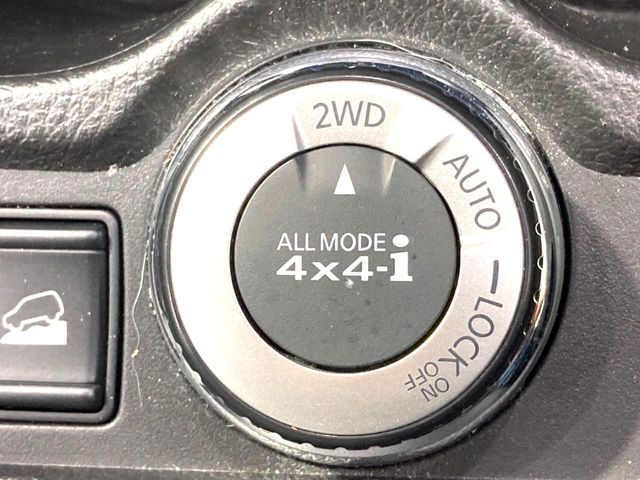 2WD
AUTO
LOCK
ON
OFF
ALL MODE
4x4-i